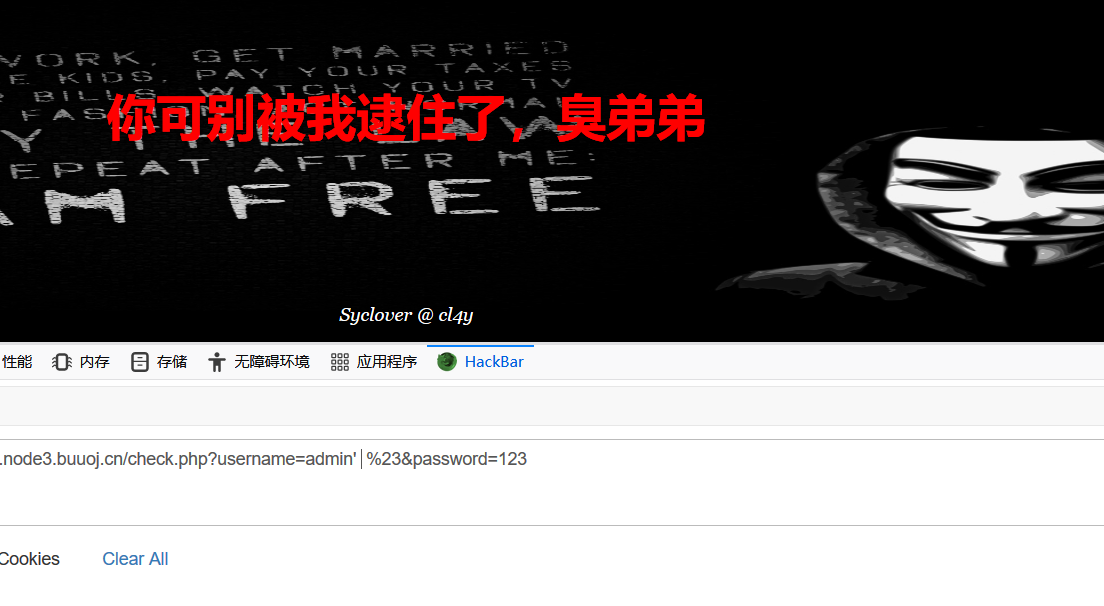 WORK. GET MARRIED
KIDS. PAY YOUR TAXES
BILLS. WATCH YOUR TV
FAS
你可别被我逮住了，臭弟弟
REPEAT AFTER ME:
AM FREE
Syclover @ cl4y
性能 内存 存储 无障碍环境 应用程序 HackBar
.node3.buuoj.cn/check.php?username=admin' %23&password=123
Cookies Clear All